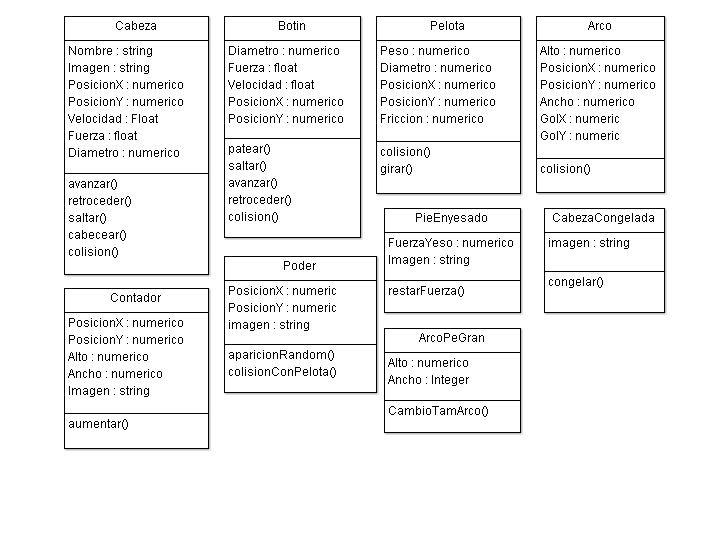 Cabeza
Nombre : string
Imagen : string
PosicionX : numerico
PosicionY : numerico
Velocidad : Float
Fuerza : float
Diametro : numerico
avanzar()
retroceder()
saltar()
cabecear()
colision()
Botin
Diametro : numerico
Fuerza : float
Velocidad : float
PosicionX : numerico
PosicionY : numerico
patear()
saltar()
avanzar()
retroceder()
colision()
Pelota
Peso : numerico
Diametro : numerico
PosicionX : numerico
PosicionY : numerico
Friccion : numerico
colision()
girar()
Arco
Alto : numerico
PosicionX : numerico
PosicionY : numerico
Ancho : numerico
GolX : numeric
GolY : numeric
colision()
PieEnyesado
FuerzaYeso : numerico
Imagen : string
restarFuerza()
CabezaCongelada
imagen : string
congelar()
Poder
PosicionX : numeric
PosicionY : numeric
imagen : string
aparicionRandom()
colisionConPelota()
Contador
PosicionX : numerico
PosicionY : numerico
Alto : numerico
Ancho : numerico
Imagen : string
aumentar()
ArcoPeGran
Alto : numerico
Ancho : Integer
CambioTamArco()